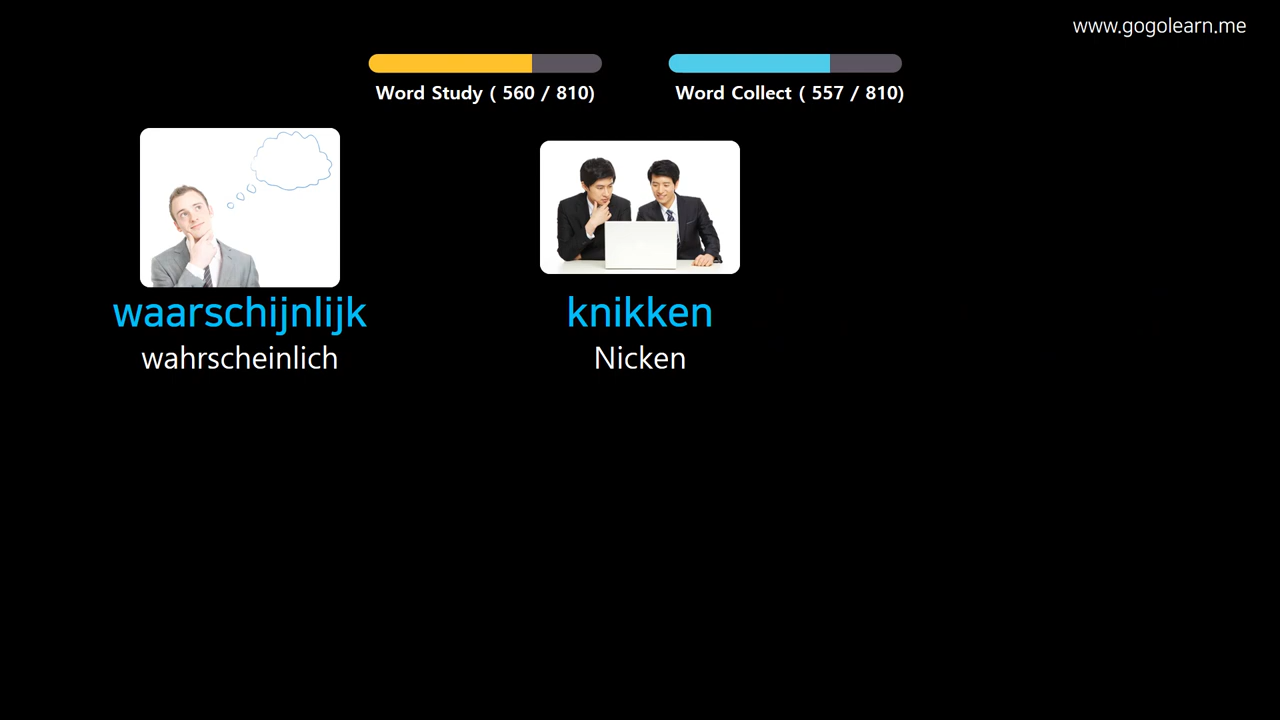 www.gogolearn.me
Word Study ( 560 / 810)
Word Collect ( 557 / 810)
waarschijnlijk
wahrscheinlich
knikken
Nicken